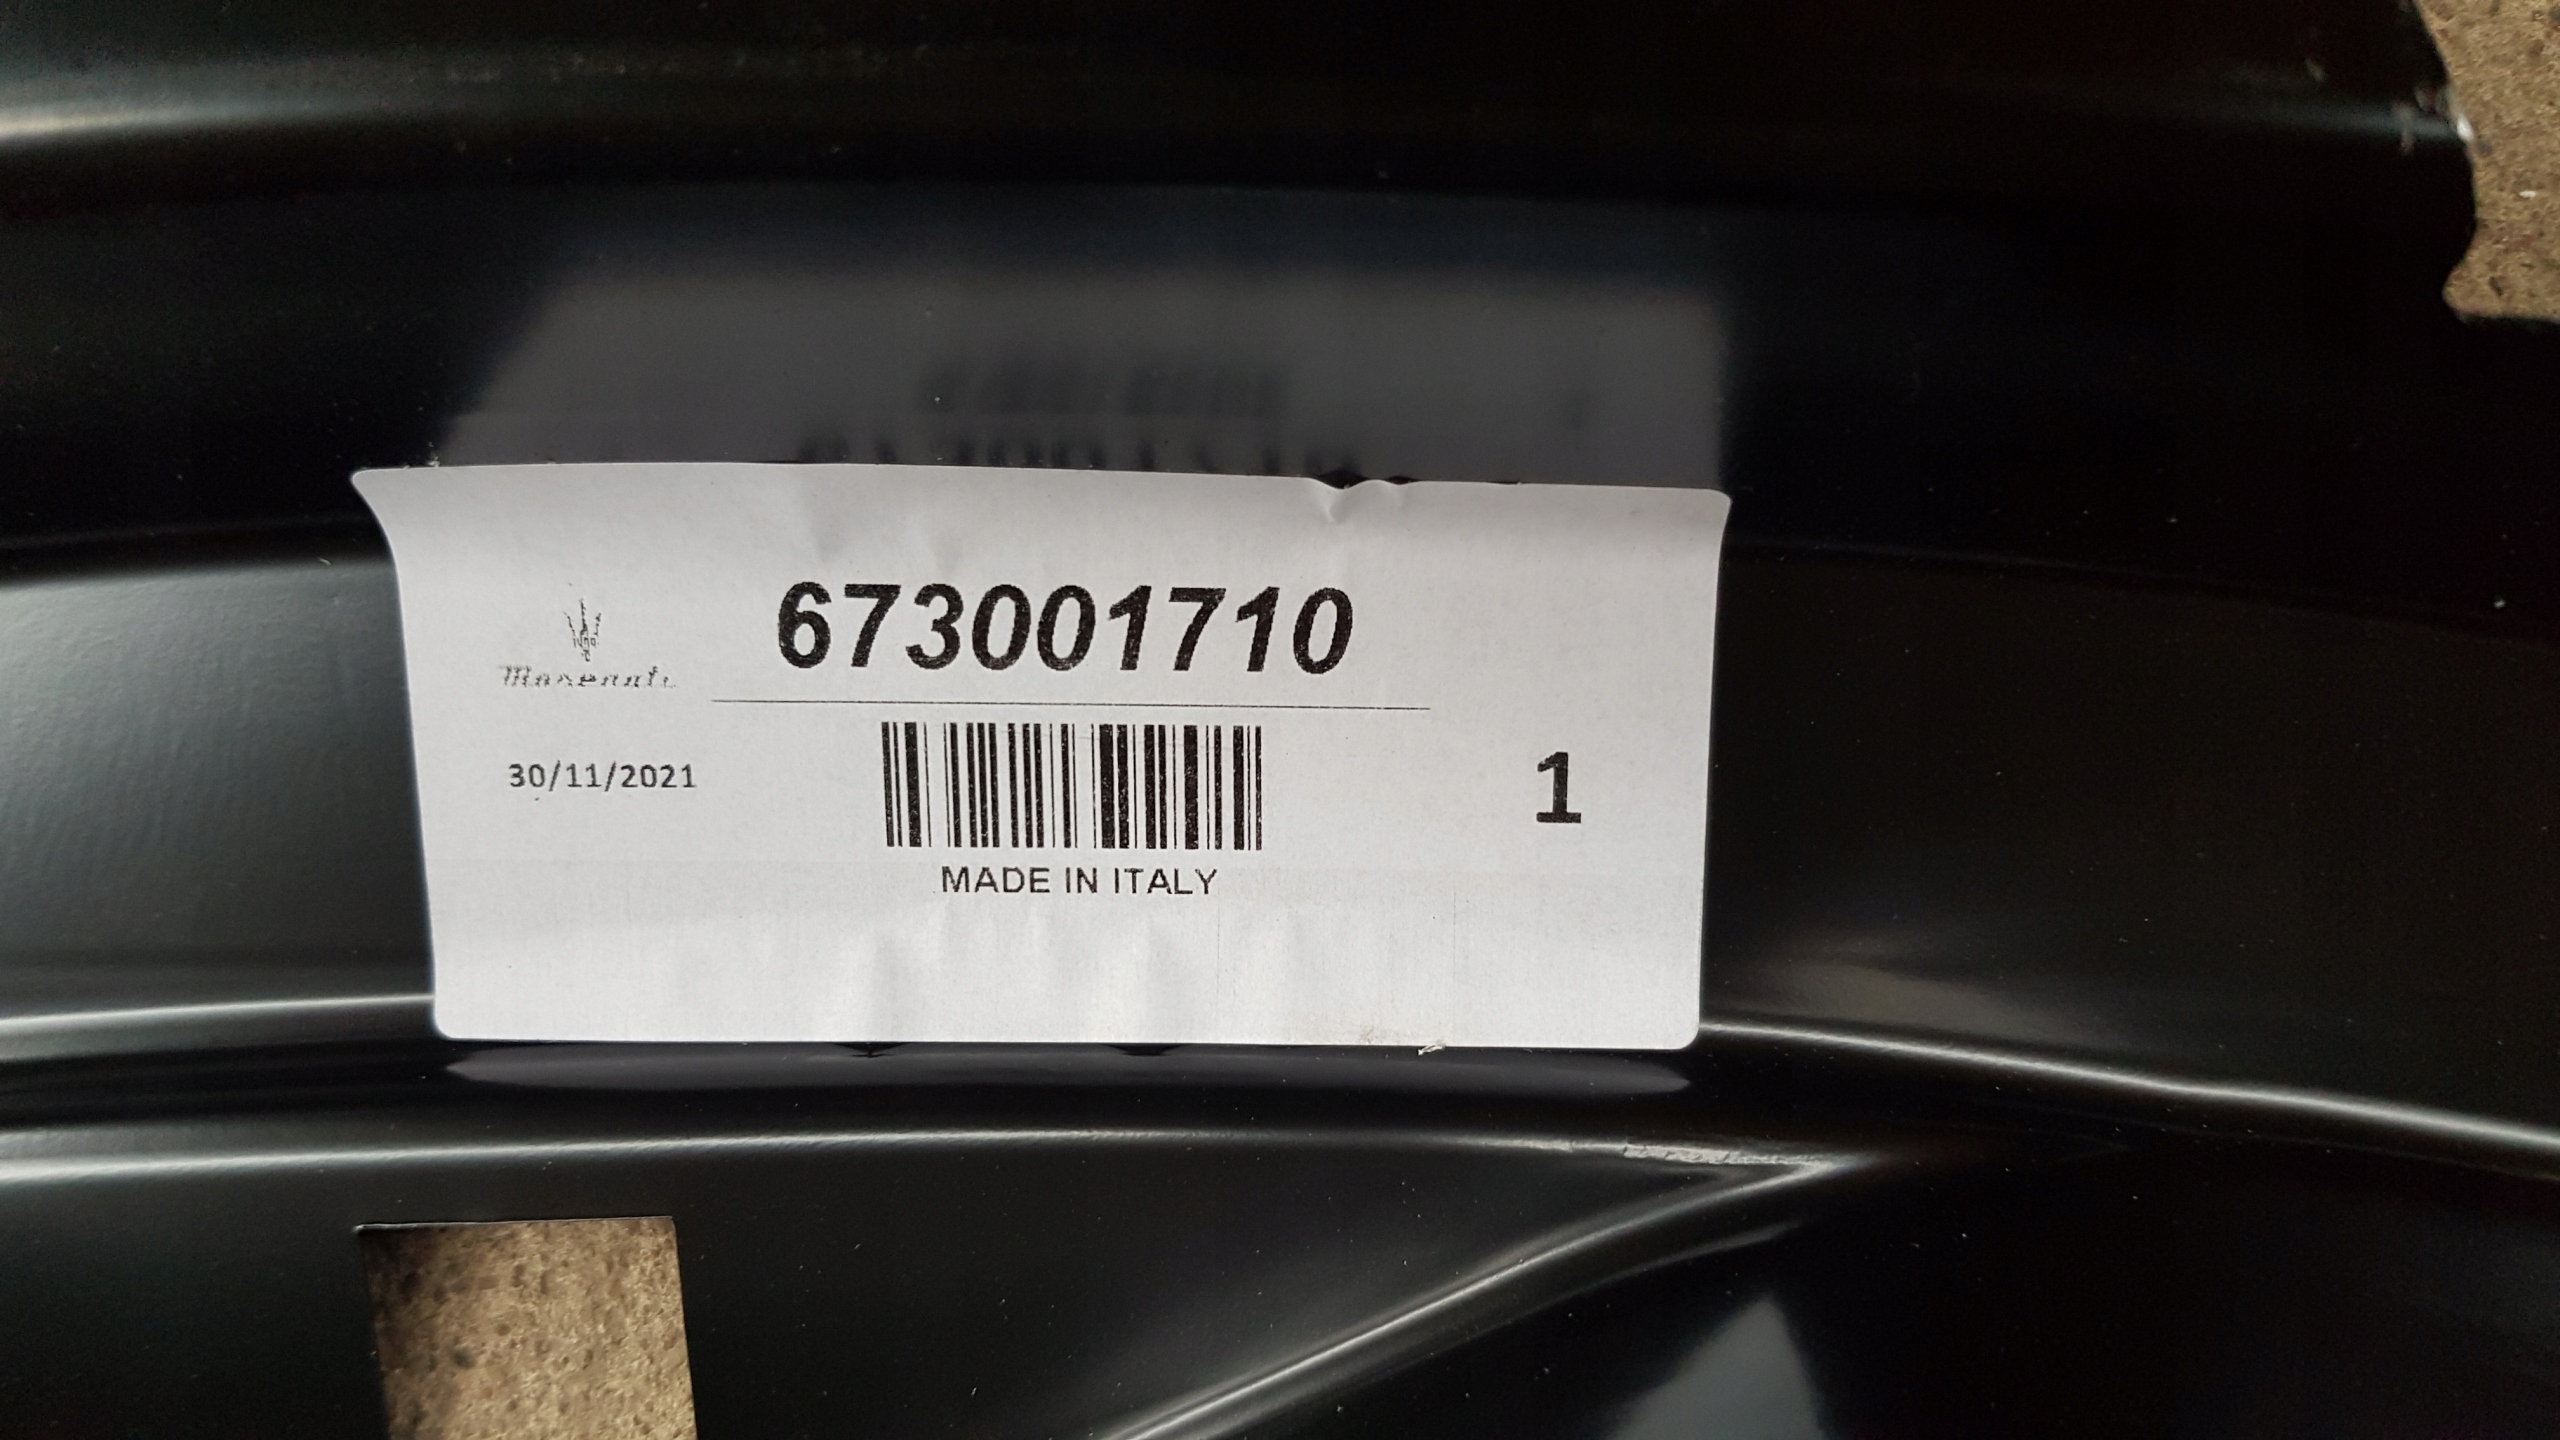 673001710
Maserati
30/11/2021
1
MADE IN ITALY